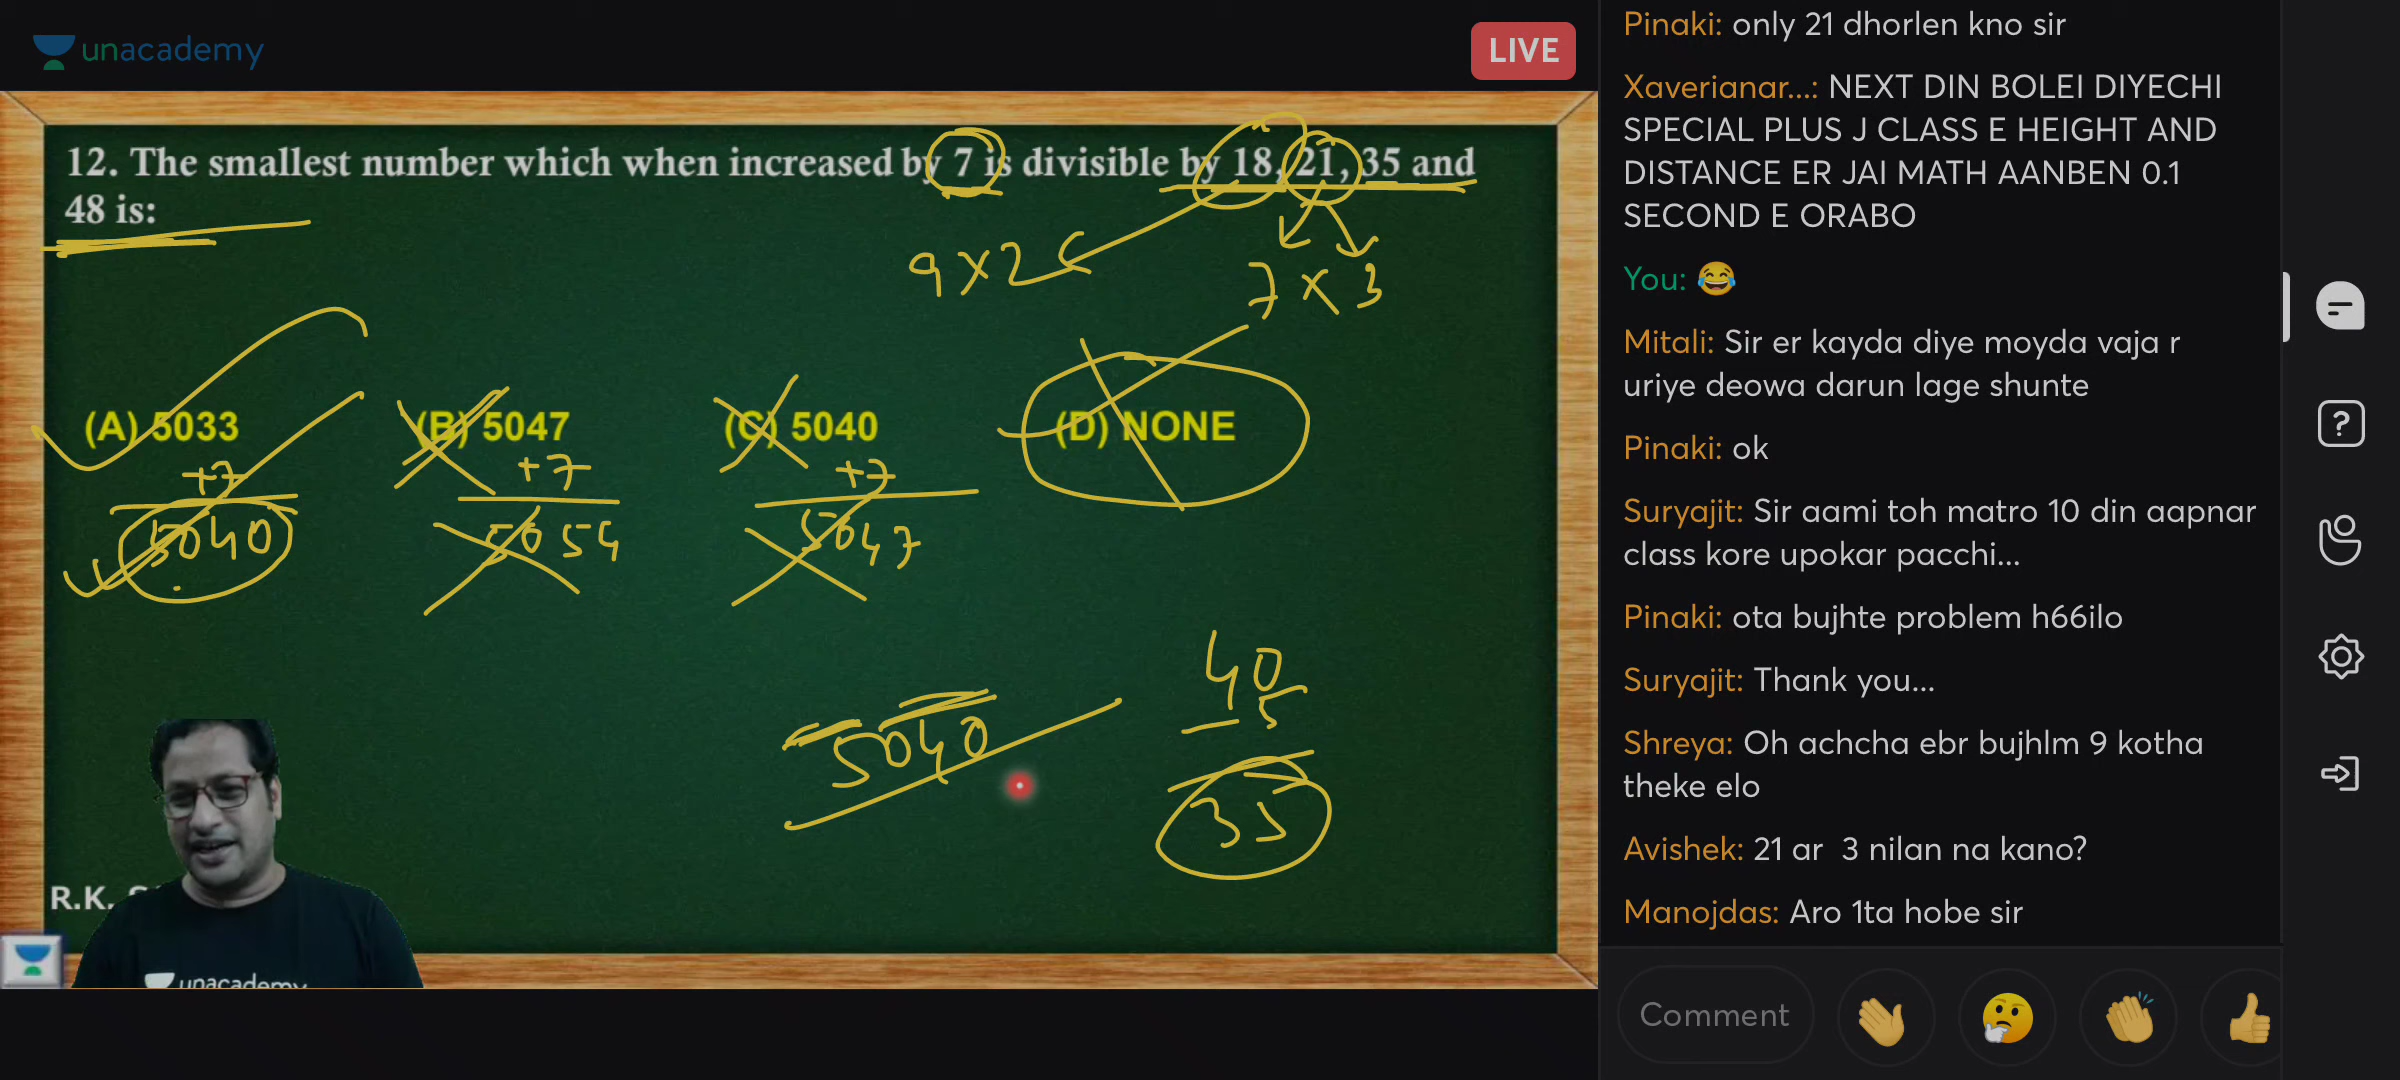 unacademy
LIVE
12. The smallest number which when increased by 7 is divisible by 18, 21, 35 and
48 is:
9 x 2
7 x 3
(A) 5033
(B) 5047
(C) 5040
(D) NONE
+7
+7
+7
5040
5054
5047
40
5
5040
35
R.K.
unacademy
Pinaki: only 21 dhorlen kno sir
Xaverianar...: NEXT DIN BOLEI DIYECHI
SPECIAL PLUS J CLASS E HEIGHT AND
DISTANCE ER JAI MATH AANBEN 0.1
SECOND E ORABO
You: 😂
Mitali: Sir er kayda diye moyda vaja r
uriye deowa darun lage shunte
Pinaki: ok
Suryajit: Sir aami toh matro 10 din aapnar
class kore upokar pacchi...
Pinaki: ota bujhte problem h66ilo
Suryajit: Thank you...
Shreya: Oh achcha ebr bujhlm 9 kotha
theke elo
Avishek: 21 ar  3 nilan na kano?
Manojdas: Aro 1ta hobe sir
Comment